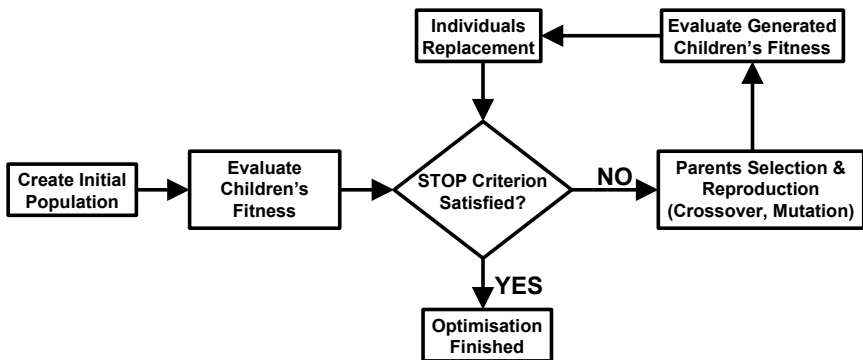 Individuals
Replacement
Evaluate Generated
Children's Fitness
Create Initial
Population
Evaluate
Children's
Fitness
STOP Criterion
Satisfied?
NO
Parents Selection &
Reproduction
(Crossover, Mutation)
YES
Optimisation
Finished